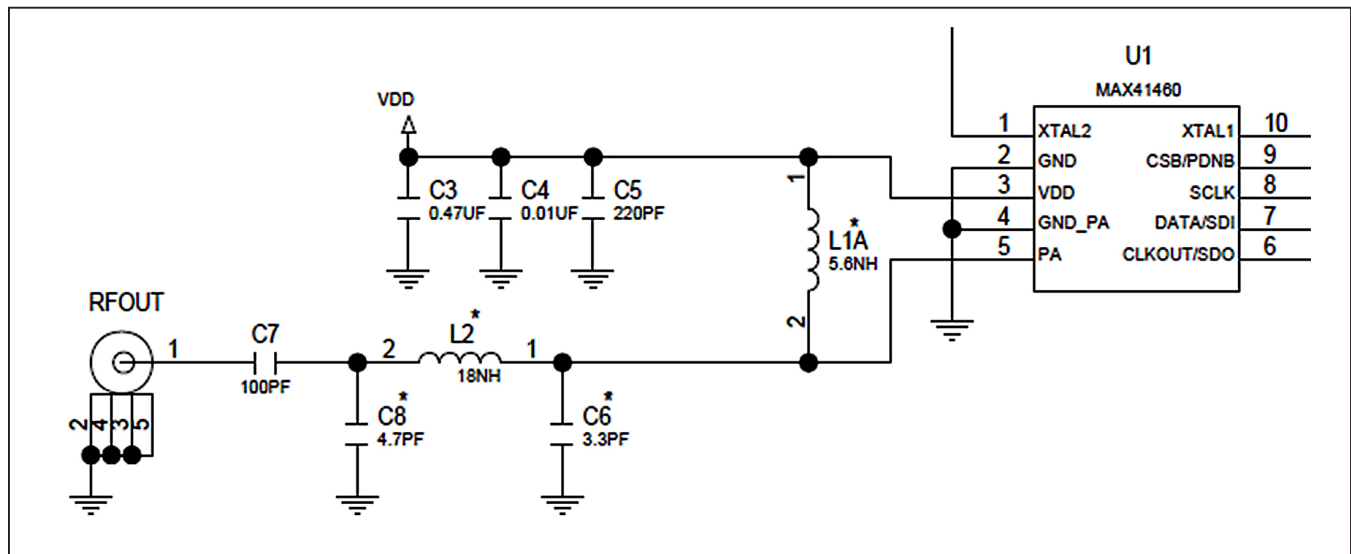 U1
MAX41460
1 XTAL2 XTAL1 10
2 GND CSB/PDNB 9
3 VDD SCLK 8
4 GND_PA DATA/SDI 7
5 PA CLKOUT/SDO 6
VDD
C3
0.47UF
C4
0.01UF
C5
220PF
1
L1A*
5.6NH
2
RFOUT
1
2
4
3
5
C7
100PF
2
L2*
18NH
1
C8*
4.7PF
C6*
3.3PF